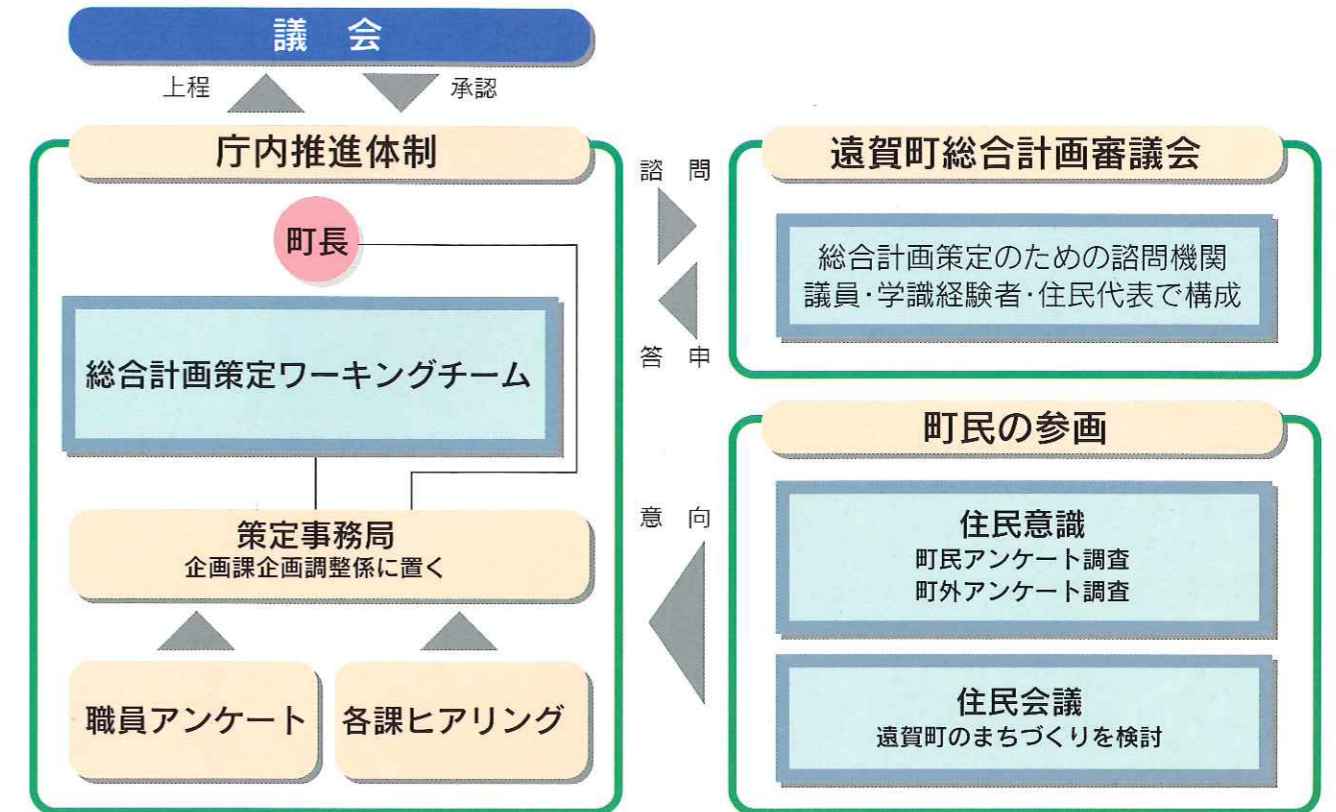 議 会
上程
承認
庁内推進体制
町長
総合計画策定ワーキングチーム
策定事務局
企画課企画調整係に置く
職員アンケート
各課ヒアリング
諮 問
答 申
意 向
遠賀町総合計画審議会
総合計画策定のための諮問機関
議員・学識経験者・住民代表で構成
町民の参画
住民意識
町民アンケート調査
町外アンケート調査
住民会議
遠賀町のまちづくりを検討